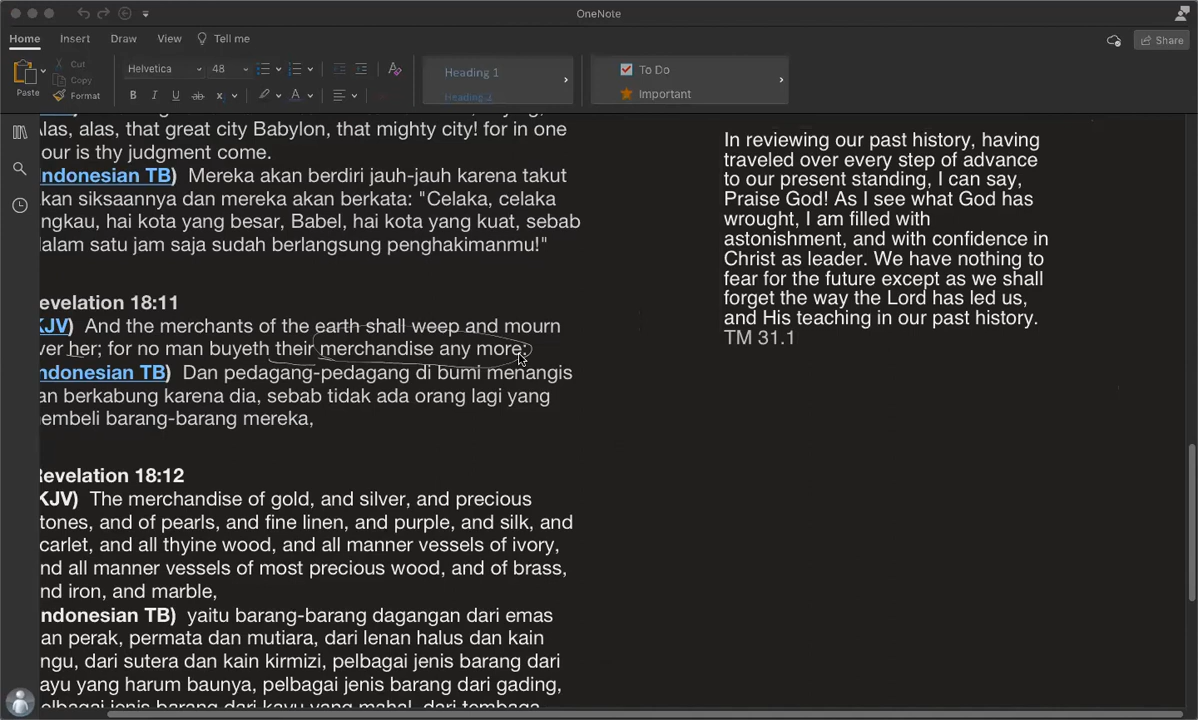 OneNote
Home Insert Draw View Tell me
Share
Paste
Cut
Copy
Format
Helvetica 48
B I U ab x
A
Heading 1
Heading 2
To Do
Important
Alas, alas, that great city Babylon, that mighty city! for in one
our is thy judgment come.
ndonesian TB) Mereka akan berdiri jauh-jauh karena takut
kan siksaannya dan mereka akan berkata: "Celaka, celaka
ngkau, hai kota yang besar, Babel, hai kota yang kuat, sebab
dalam satu jam saja sudah berlangsung penghakimanmu!"
evelation 18:11
KJV) And the merchants of the earth shall weep and mourn
ver her; for no man buyeth their merchandise any more:
ndonesian TB) Dan pedagang-pedagang di bumi menangis
an berkabung karena dia, sebab tidak ada orang lagi yang
embeli barang-barang mereka,
Revelation 18:12
KJV) The merchandise of gold, and silver, and precious
tones, and of pearls, and fine linen, and purple, and silk, and
carlet, and all thyine wood, and all manner vessels of ivory,
nd all manner vessels of most precious wood, and of brass,
nd iron, and marble,
ndonesian TB) yaitu barang-barang dagangan dari emas
an perak, permata dan mutiara, dari lenan halus dan kain
ngu, dari sutera dan kain kirmizi, pelbagai jenis barang dari
ayu yang harum baunya, pelbagai jenis barang dari gading,
elbagai jenis barang dari kayu yang mahal, dari tembaga,
In reviewing our past history, having
traveled over every step of advance
to our present standing, I can say,
Praise God! As I see what God has
wrought, I am filled with
astonishment, and with confidence in
Christ as leader. We have nothing to
fear for the future except as we shall
forget the way the Lord has led us,
and His teaching in our past history.
TM 31.1